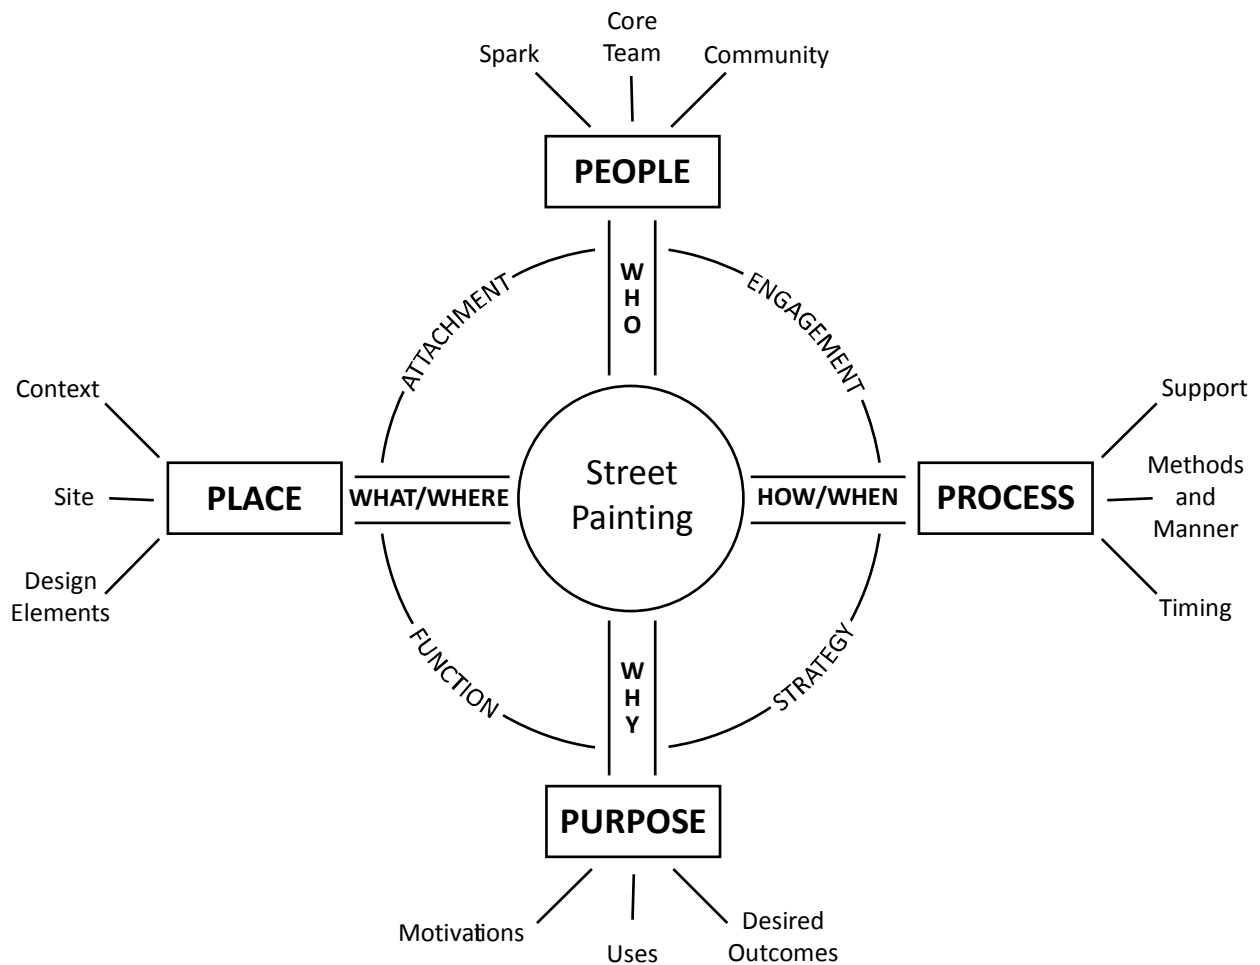 Core
Team
Spark
Community
PEOPLE
W
H
O
ATTACHMENT
ENGAGEMENT
Context
Site
Design
Elements
PLACE
WHAT/WHERE
Street
Painting
HOW/WHEN
PROCESS
Support
Methods
and
Manner
Timing
FUNCTION
STRATEGY
W
H
Y
PURPOSE
Motivations
Uses
Desired
Outcomes